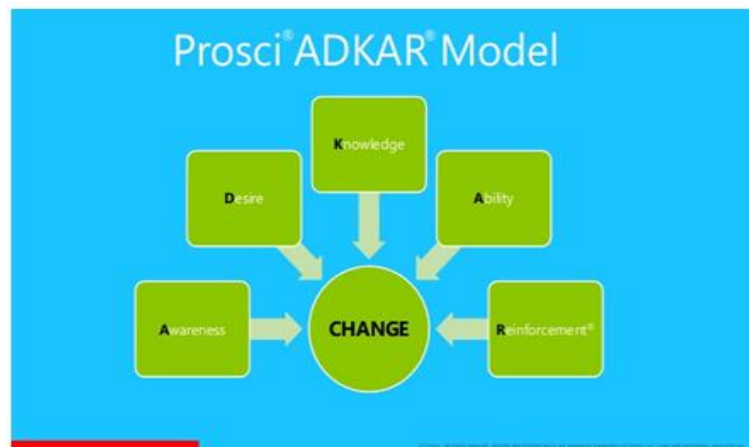 Prosci® ADKAR® Model
Knowledge
Desire
Ability
Awareness
CHANGE
Reinforcement®